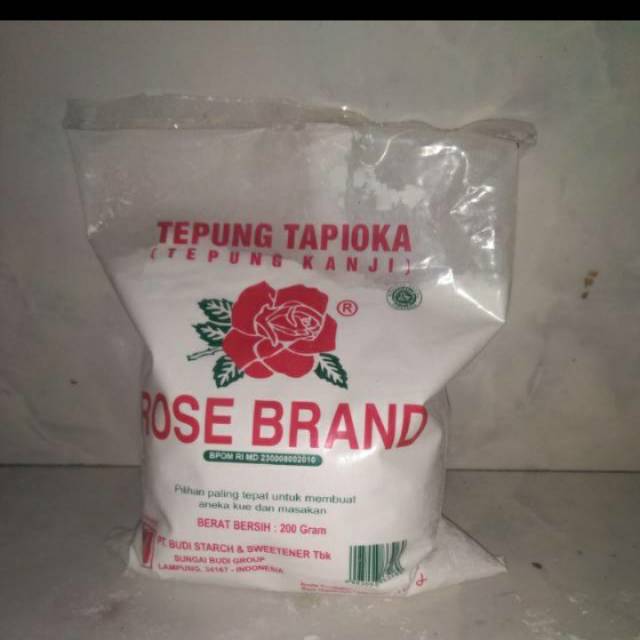 TEPUNG TAPIOKA
( TEPUNG KANJI )
®
ROSE BRAND
BPOM RI MD 230008002010
Pilihan paling tepat untuk membuat
aneka kue dan masakan
BERAT BERSIH : 200 Gram
PT. BUDI STARCH & SWEETENER Tbk
SUNGAI BUDI GROUP
LAMPUNG, 34167 - INDONESIA